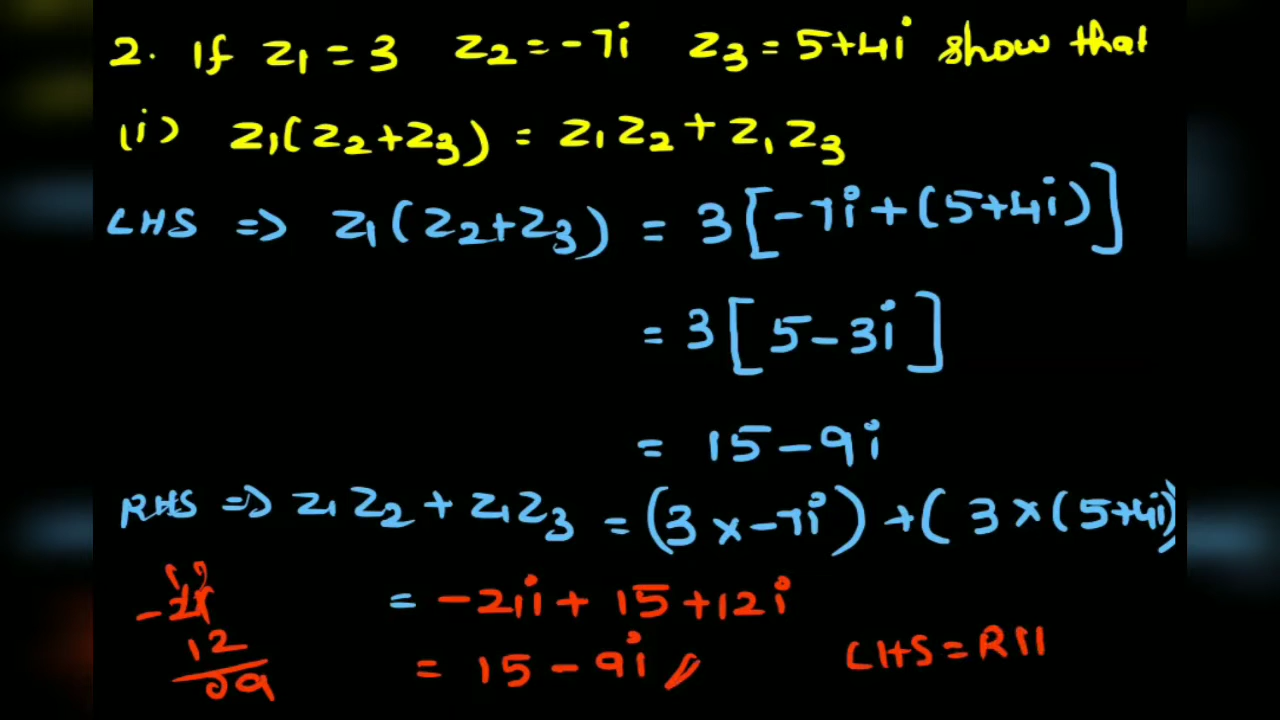 2. If z1 = 3 z2 = -7i z3 = 5+4i show that
(i) z1(z2+z3) = z1z2 + z1z3
LHS => z1(z2+z3) = 3[-7i+(5+4i)]
= 3[5-3i]
= 15-9i
RHS => z1z2 + z1z3 = (3 x -7i) + (3 x (5+4i)
= -21i + 15 + 12i
12
= 15 - 9i
LHS = RH
09